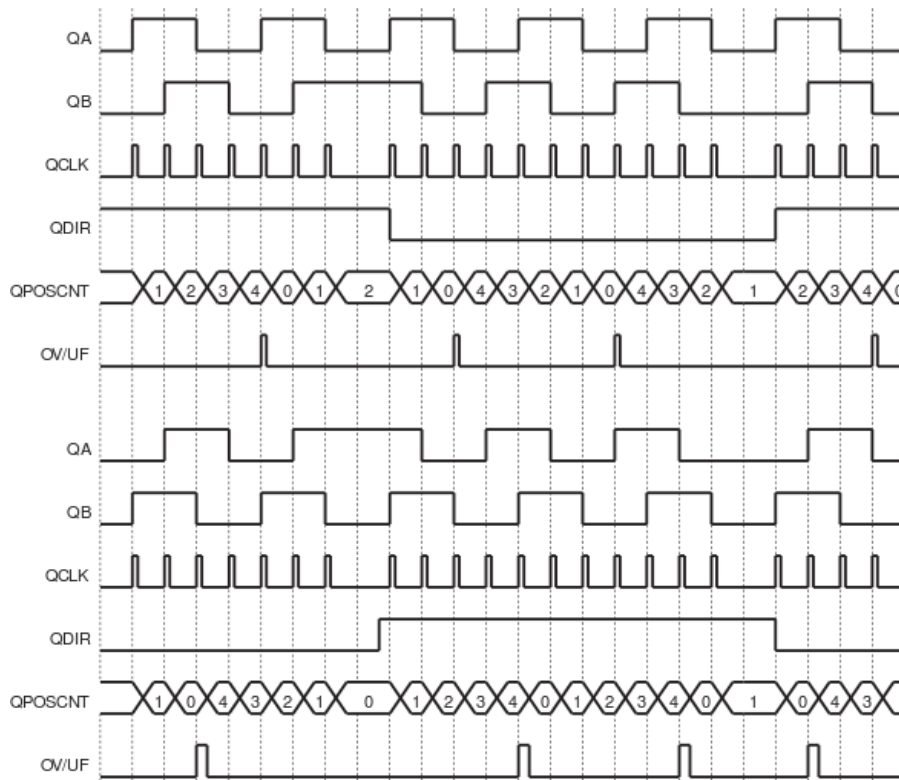 QA
QB
QCLK
QDIR
QPOSCNT 1 2 3 4 0 1 2 1 0 4 3 2 1 0 4 3 2 1 2 3 4 0
OV/UF
QA
QB
QCLK
QDIR
QPOSCNT 1 0 4 3 2 1 0 1 2 3 4 0 1 2 3 4 0 1 0 4 3
OV/UF